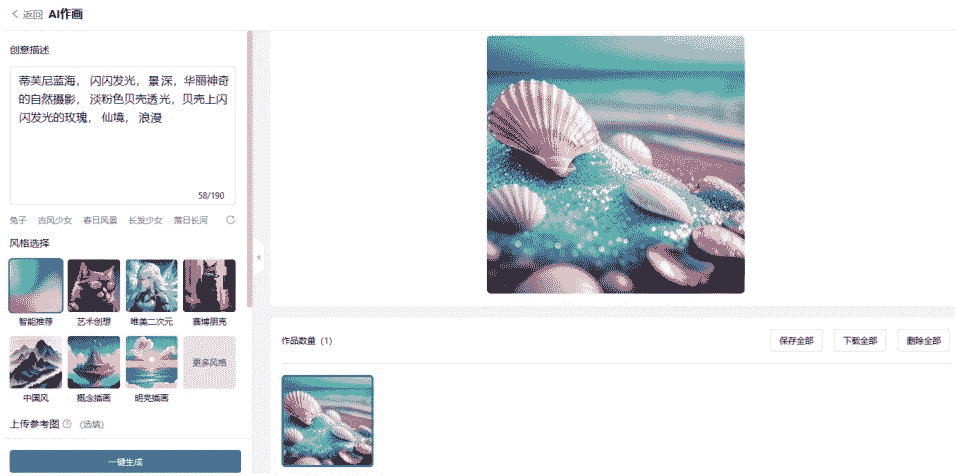 返回 AI作画
创意描述
蒂芙尼蓝海， 闪闪发光， 景深，华丽神奇
的自然摄影， 淡粉色贝壳透光，贝壳上闪
闪发光的玫瑰， 仙境， 浪漫
58/190
兔子 古风少女 春日风景 长发少女 落日长河
风格选择
智能推荐 艺术创想 唯美二次元 赛博朋克
中国风 概念插画 明亮插画 更多风格
上传参考图 ? (选填)
一键生成
作品数量（1） 保存全部 下载全部 删除全部